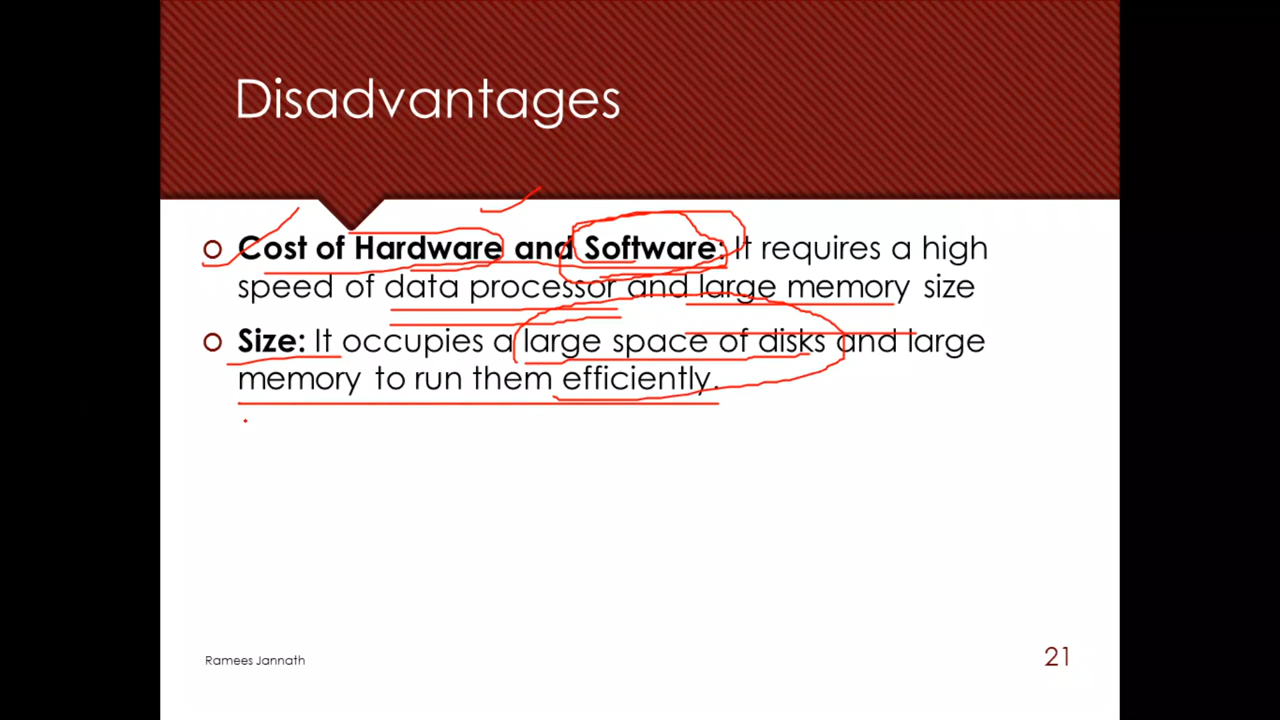 Disadvantages
Cost of Hardware and Software: It requires a high
speed of data processor and large memory size
Size: It occupies a large space of disks and large
memory to run them efficiently.
Ramees Jannath
21